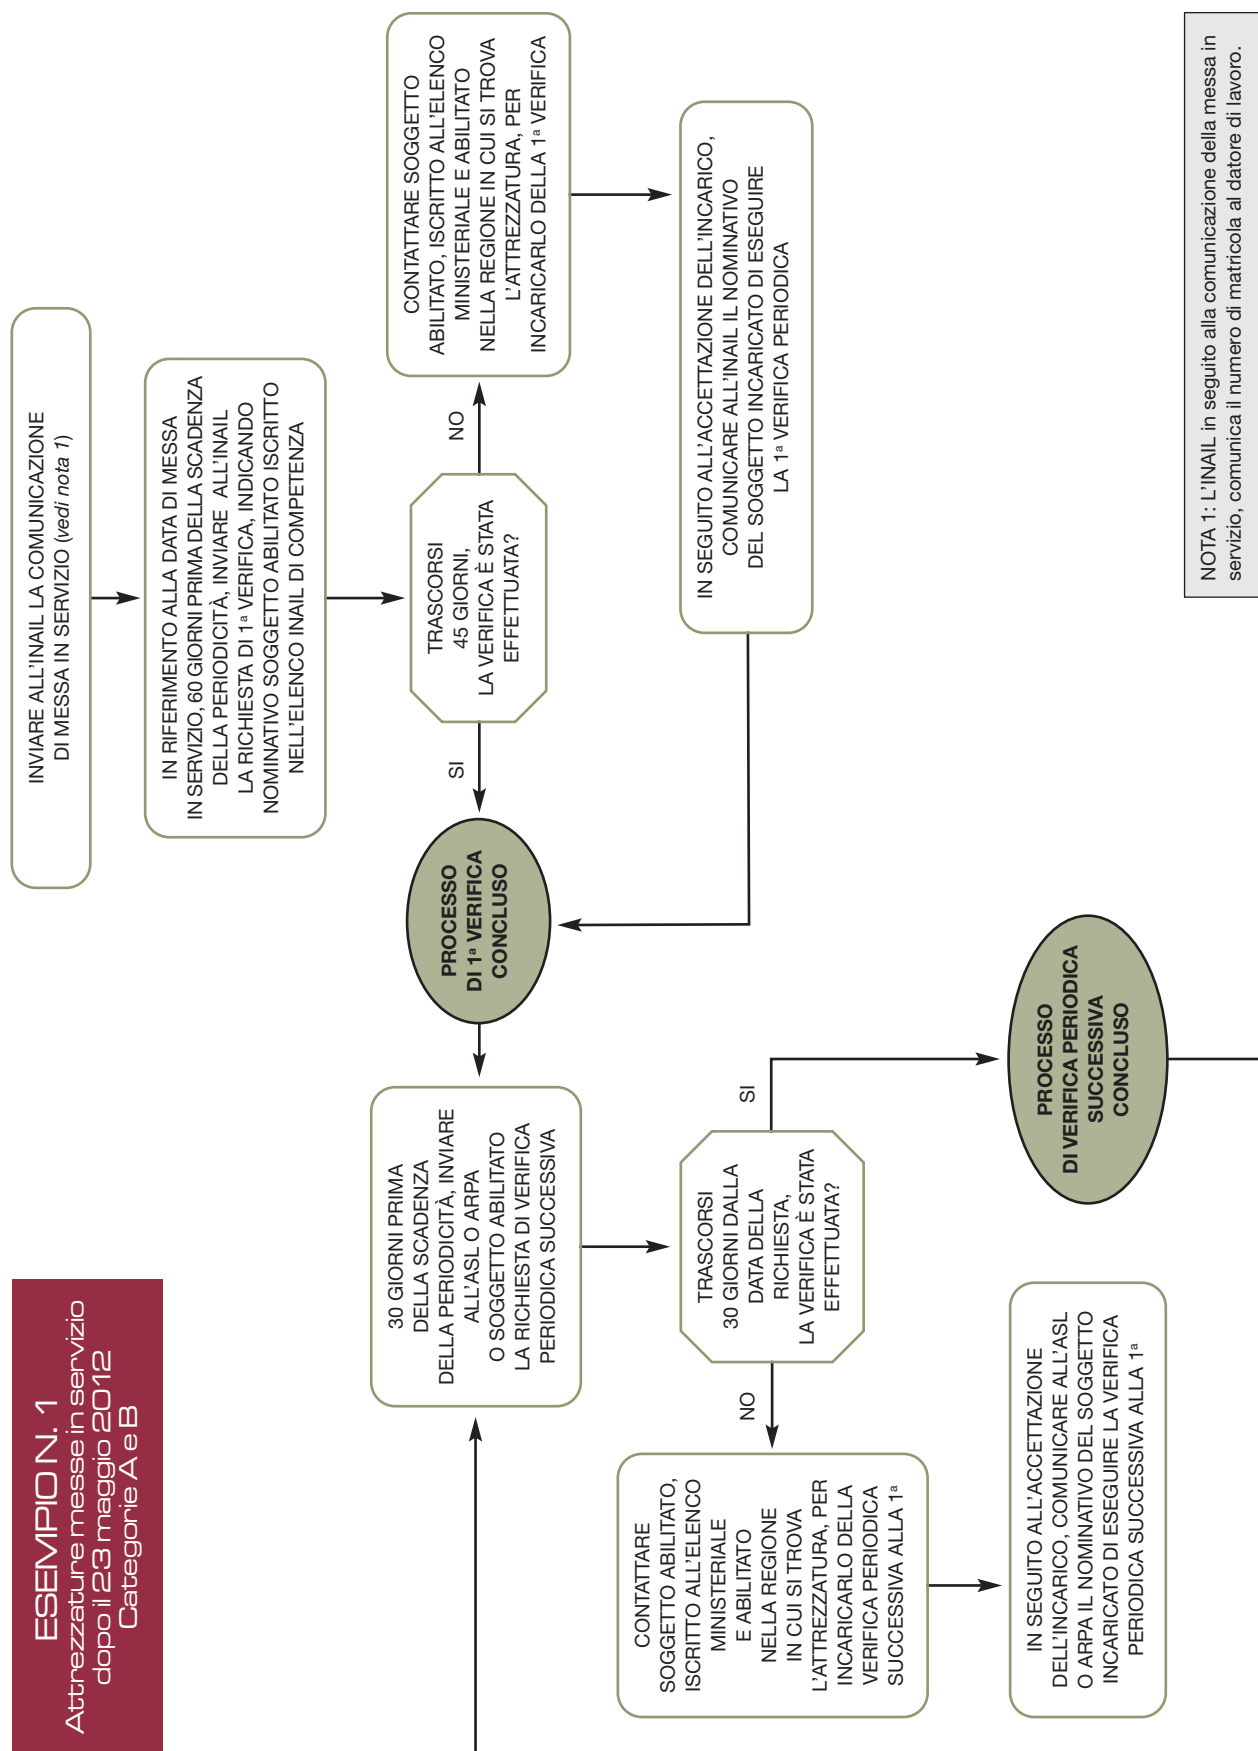 ESEMPIO N. 1
Attrezzature messe in servizio
dopo il 23 maggio 2012
Categorie A e B
INVIARE ALL'INAIL LA COMUNICAZIONE
DI MESSA IN SERVIZIO (vedi nota 1)
IN RIFERIMENTO ALLA DATA DI MESSA
IN SERVIZIO, 60 GIORNI PRIMA DELLA SCADENZA
DELLA PERIODICITÀ, INVIARE ALL'INAIL
LA RICHIESTA DI 1ª VERIFICA, INDICANDO
NOMINATIVO SOGGETTO ABILITATO ISCRITTO
NELL'ELENCO INAIL DI COMPETENZA
TRASCORSI
45 GIORNI,
LA VERIFICA È STATA
EFFETTUATA?
SI
NO
CONTATTARE SOGGETTO
ABILITATO, ISCRITTO ALL'ELENCO
MINISTERIALE E ABILITATO
NELLA REGIONE IN CUI SI TROVA
L'ATTREZZATURA, PER
INCARICARLO DELLA 1ª VERIFICA
IN SEGUITO ALL'ACCETTAZIONE DELL'INCARICO,
COMUNICARE ALL'INAIL IL NOMINATIVO
DEL SOGGETTO INCARICATO DI ESEGUIRE
LA 1ª VERIFICA PERIODICA
PROCESSO
DI 1ª VERIFICA
CONCLUSO
30 GIORNI PRIMA
DELLA SCADENZA
DELLA PERIODICITÀ, INVIARE
ALL'ASL O ARPA
O SOGGETTO ABILITATO
LA RICHIESTA DI VERIFICA
PERIODICA SUCCESSIVA
TRASCORSI
30 GIORNI DALLA
DATA DELLA
RICHIESTA,
LA VERIFICA È STATA
EFFETTUATA?
NO
SI
CONTATTARE
SOGGETTO ABILITATO,
ISCRITTO ALL'ELENCO
MINISTERIALE
E ABILITATO
NELLA REGIONE
IN CUI SI TROVA
L'ATTREZZATURA, PER
INCARICARLO DELLA
VERIFICA PERIODICA
SUCCESSIVA ALLA 1ª
IN SEGUITO ALL'ACCETTAZIONE
DELL'INCARICO, COMUNICARE ALL'ASL
O ARPA IL NOMINATIVO DEL SOGGETTO
INCARICATO DI ESEGUIRE LA VERIFICA
PERIODICA SUCCESSIVA ALLA 1ª
PROCESSO
DI VERIFICA PERIODICA
SUCCESSIVA
CONCLUSO
NOTA 1: L'INAIL in seguito alla comunicazione della messa in
servizio, comunica il numero di matricola al datore di lavoro.